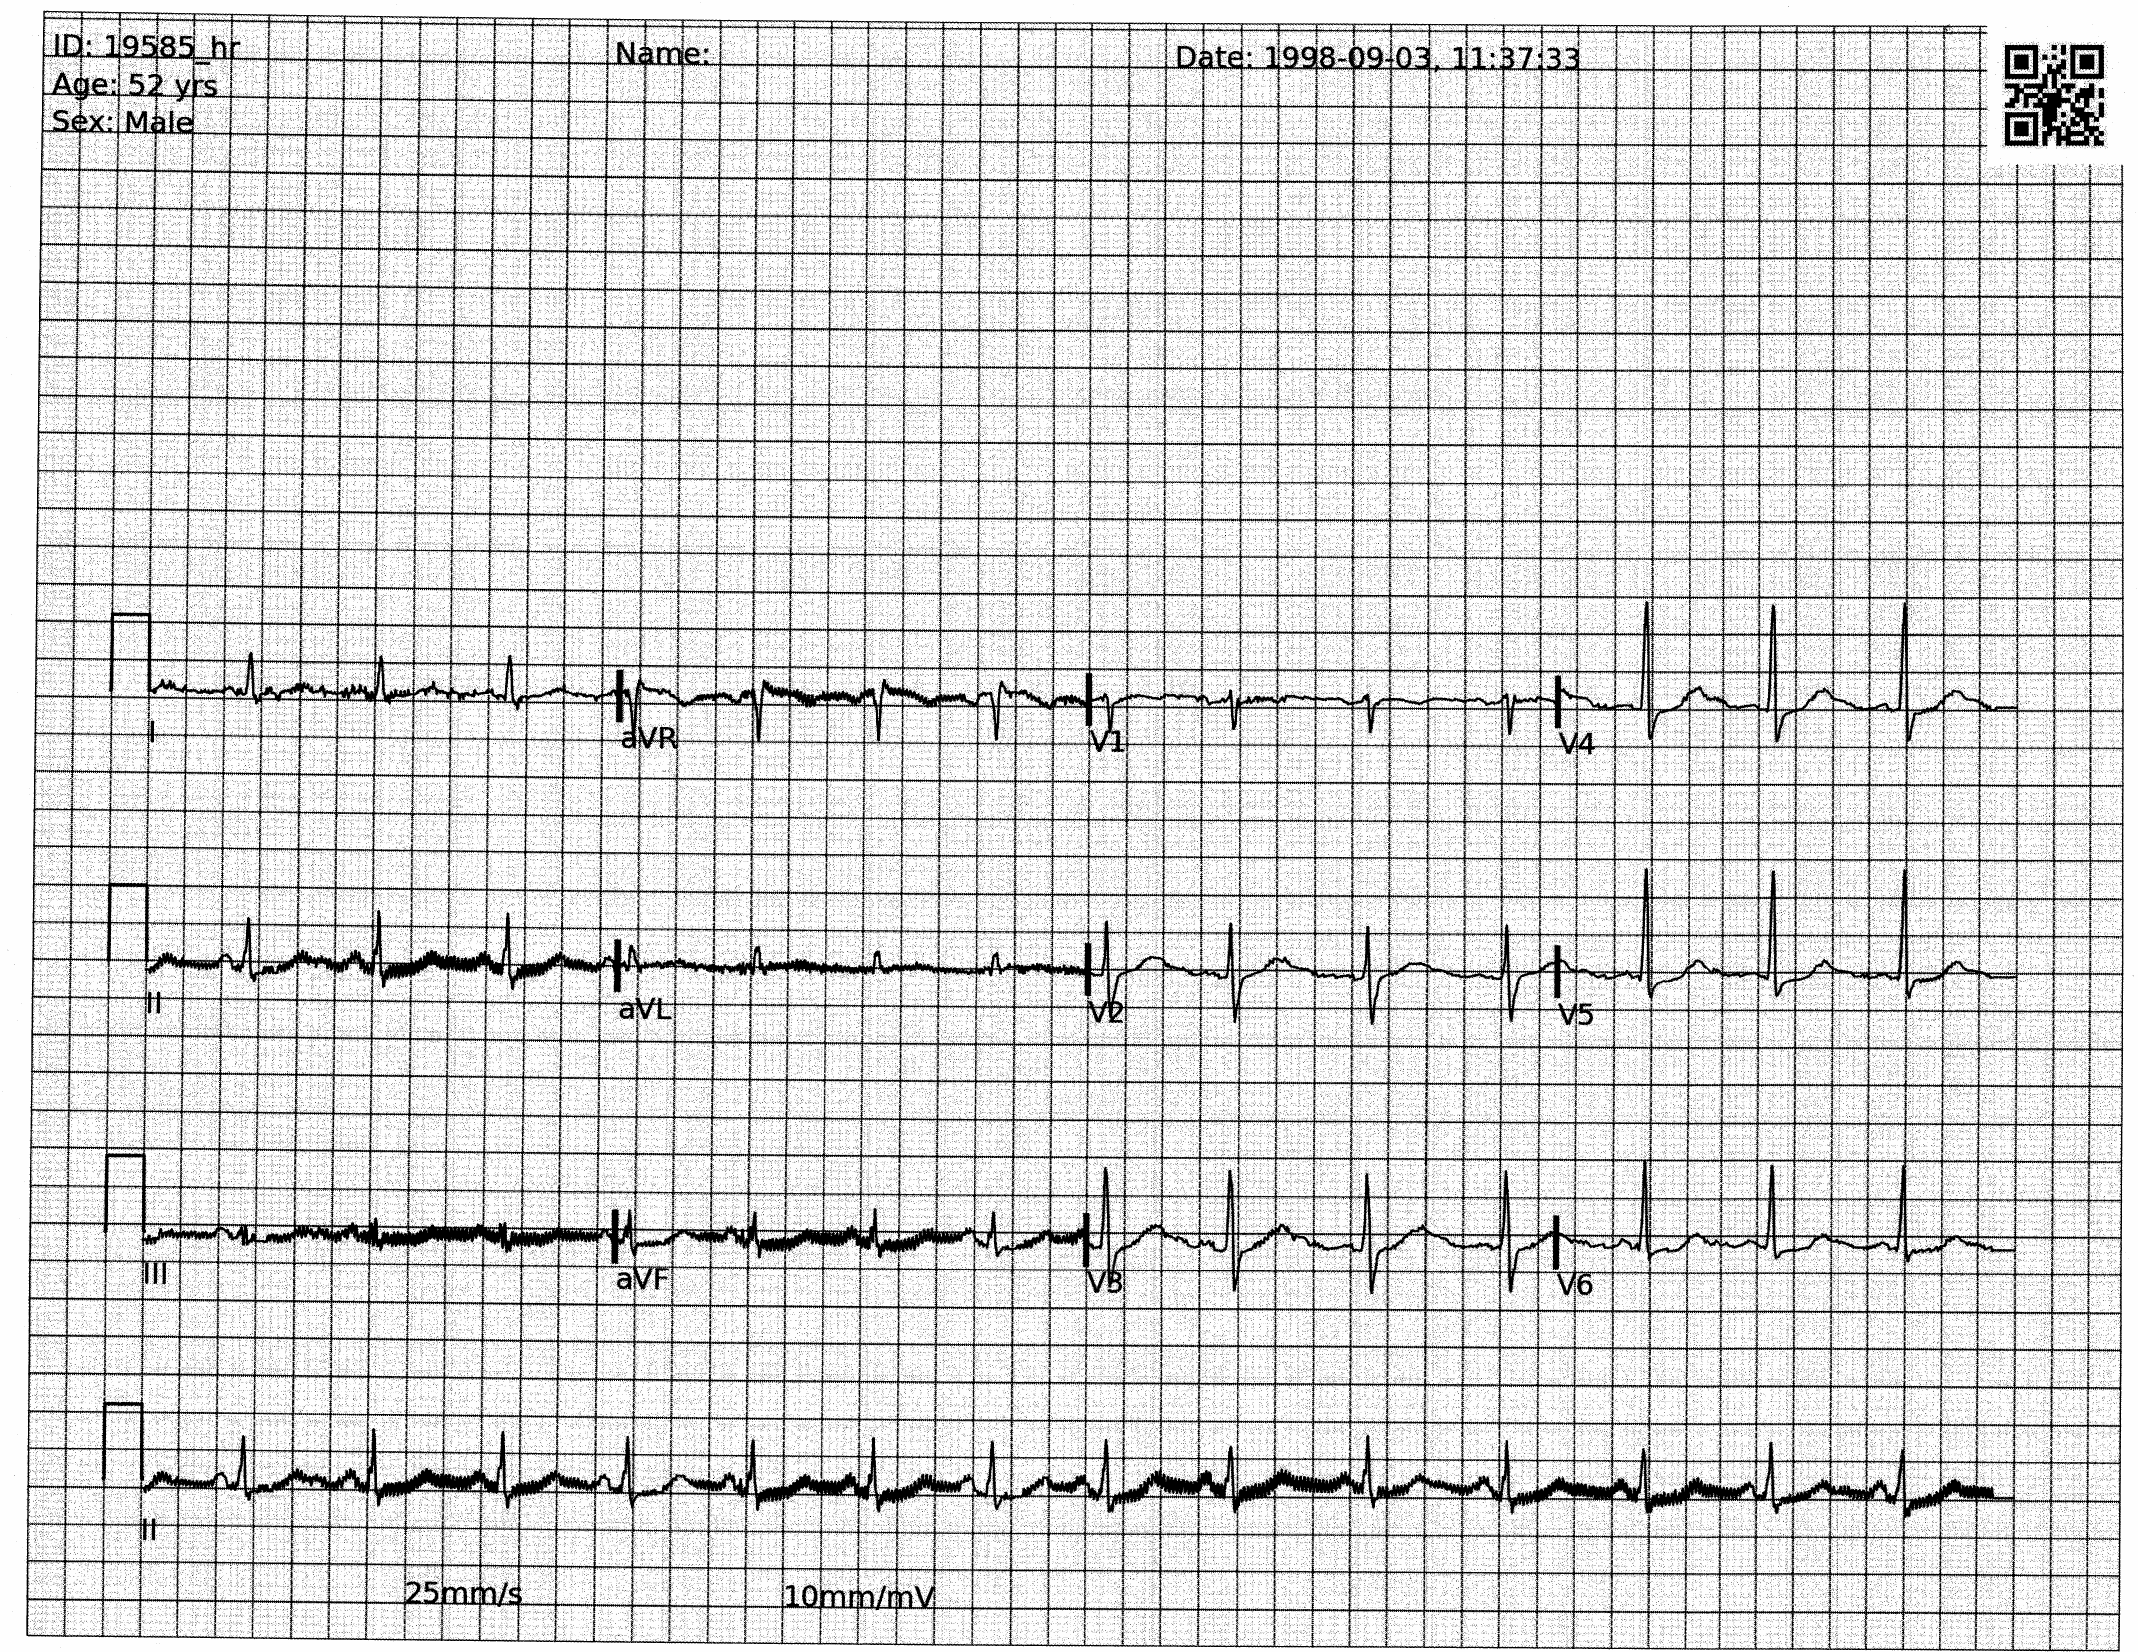 ID: 19585_hr
Name:
Date: 1998-09-03, 11:37:33
Age: 52 yrs
Sex: Male
I
aVR
V1
V4
II
aVL
V2
V5
III
aVF
V3
V6
II
25mm/s
10mm/mV